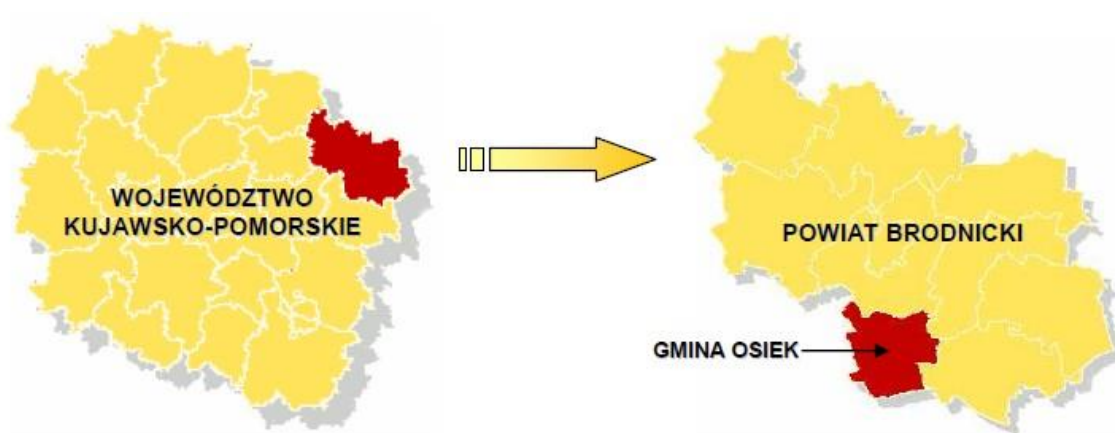 WOJEWÓDZTWO
KUJAWSKO-POMORSKIE
POWIAT BRODNICKI
GMINA OSIEK